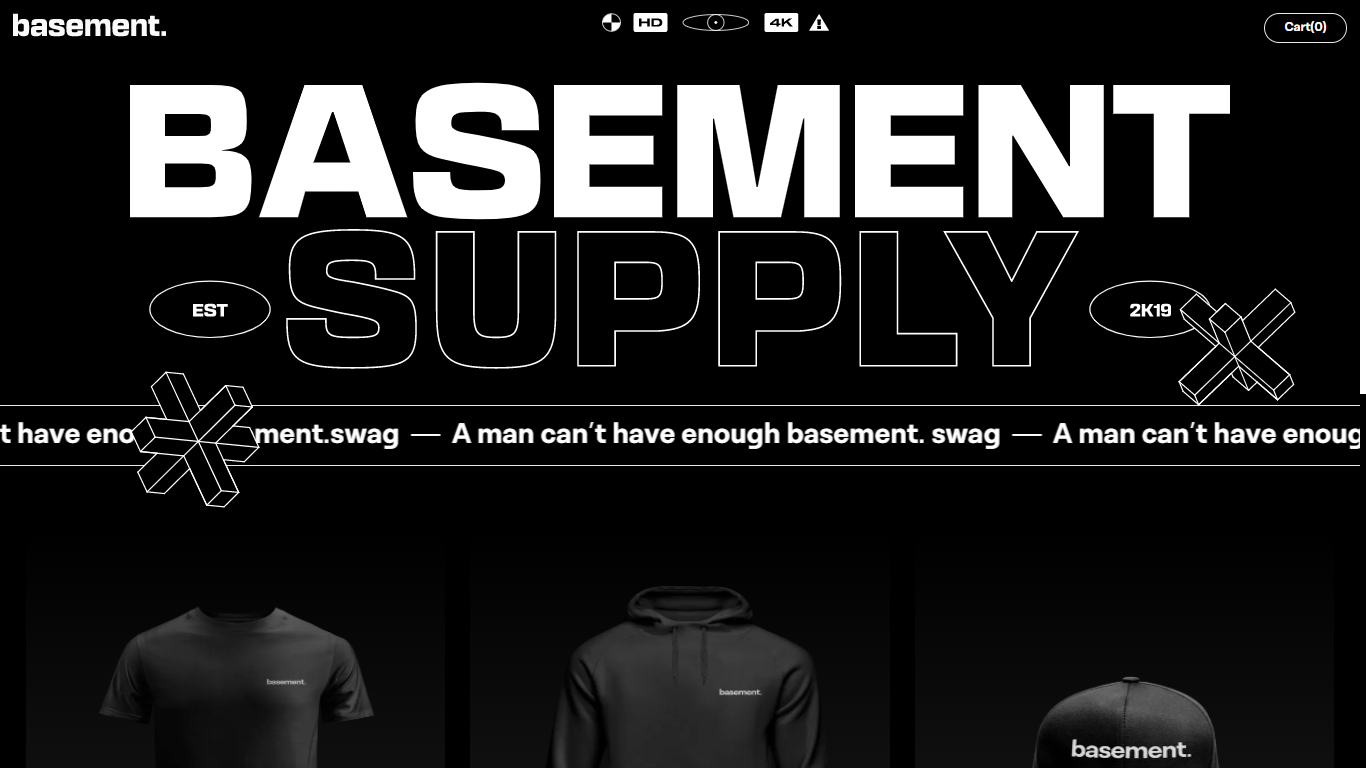 basement.
HD
4K
Cart(0)
BASEMENT
SUPPLY
EST
2K19
t have eno ment.swag — A man can't have enough basement. swag — A man can't have enoug
basement.
basement.
basement.